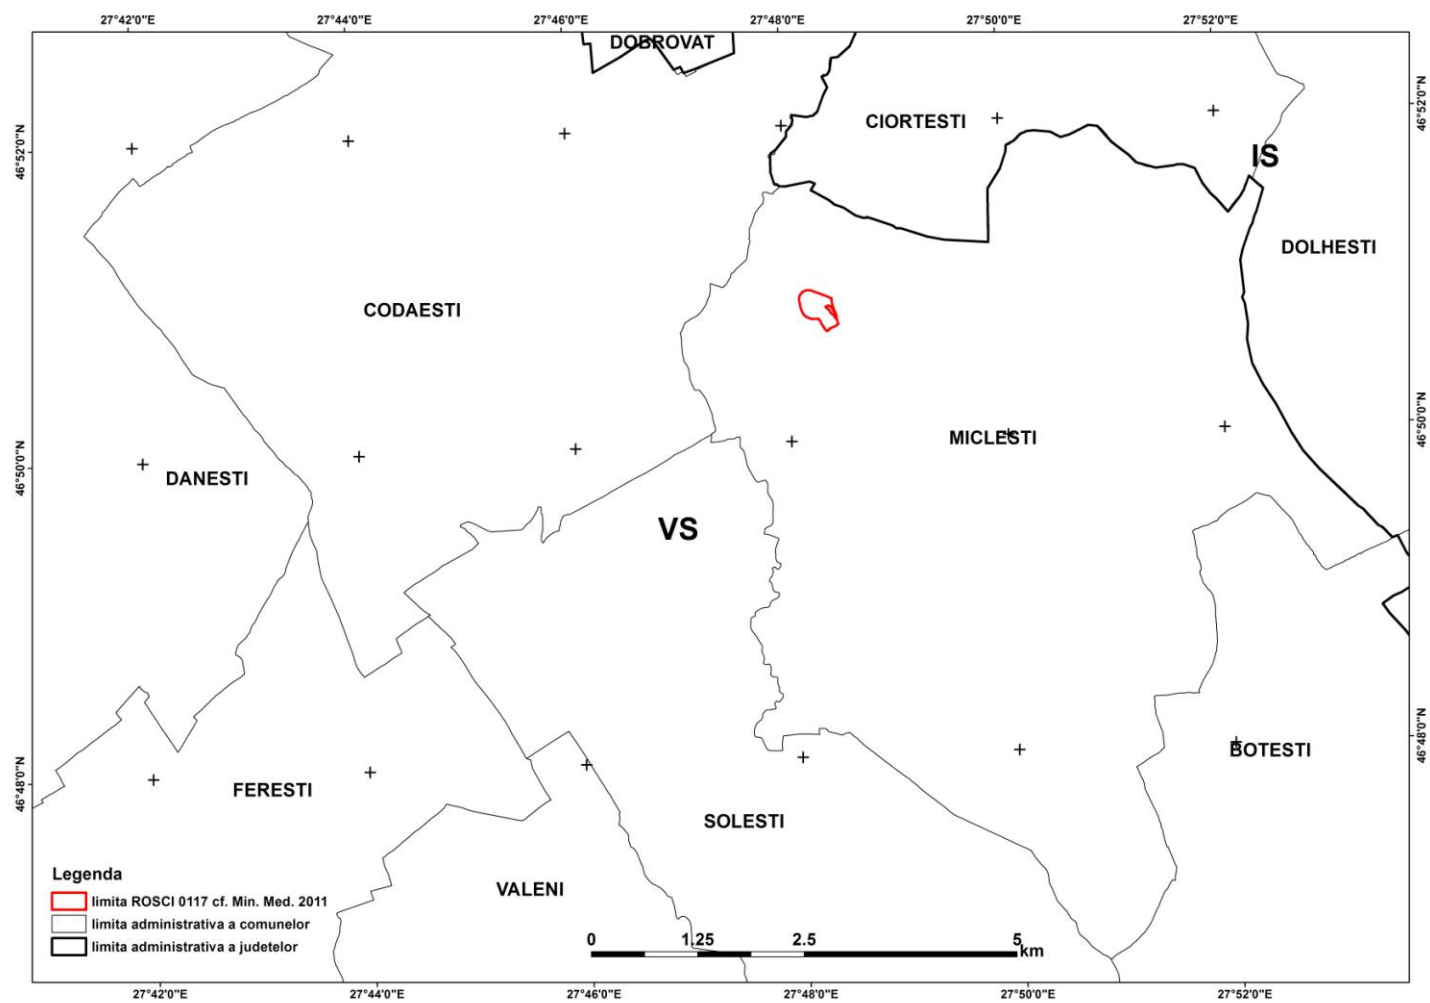 27°42'0"E 27°44'0"E 27°46'0"E 27°48'0"E 27°50'0"E 27°52'0"E
DOBROVAT
46°52'0"N
CIORTESTI
46°52'0"N
IS
DOLHESTI
CODAESTI
46°50'0"N
MICLESTI
46°50'0"N
DANESTI
VS
46°48'0"N
BOTESTI
46°48'0"N
FERESTI
SOLESTI
Legenda
VALENI
limita ROSCI 0117 cf. Min. Med. 2011
limita administrativa a comunelor
limita administrativa a judetelor
0 1.25 2.5 5
km
27°42'0"E 27°44'0"E 27°46'0"E 27°48'0"E 27°50'0"E 27°52'0"E